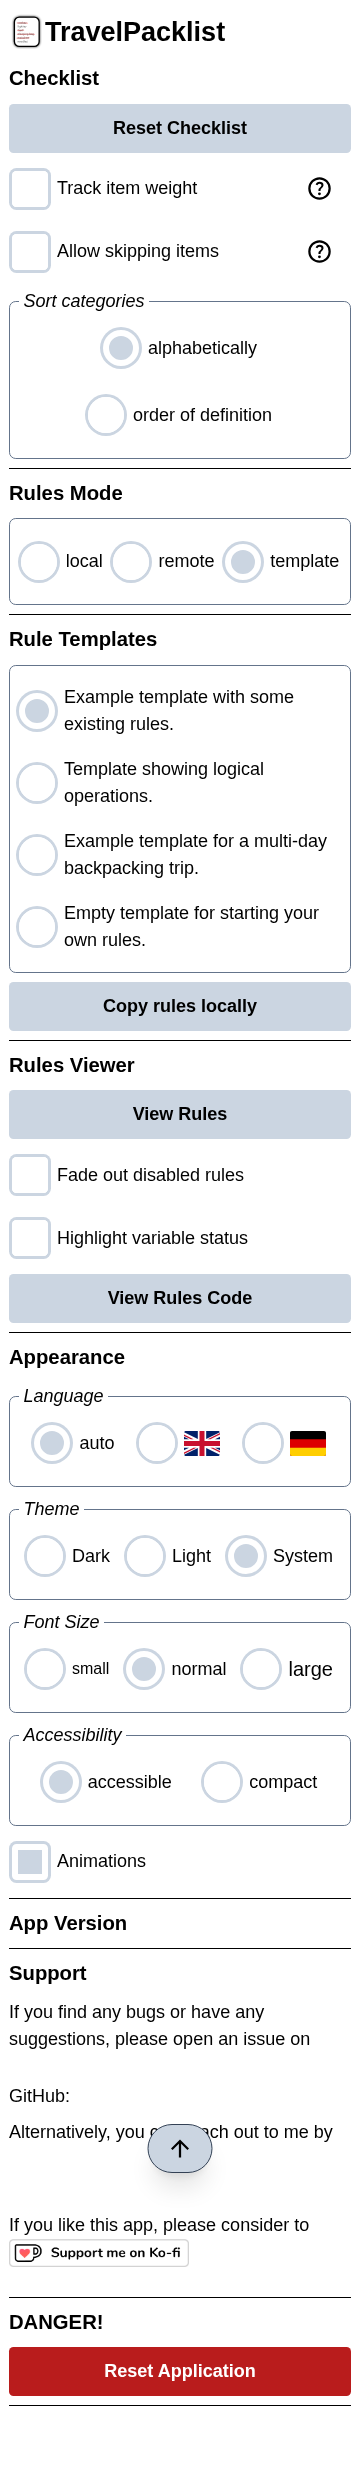 TravelPacklist
Checklist
Reset Checklist
Track item weight
Allow skipping items
Sort categories
alphabetically
order of definition
Rules Mode
local remote template
Rule Templates
Example template with some
existing rules.
Template showing logical
operations.
Example template for a multi-day
backpacking trip.
Empty template for starting your
own rules.
Copy rules locally
Rules Viewer
View Rules
Fade out disabled rules
Highlight variable status
View Rules Code
Appearance
Language
auto
Theme
Dark Light System
Font Size
small normal large
Accessibility
accessible compact
Animations
App Version
Support
If you find any bugs or have any
suggestions, please open an issue on
GitHub:
Alternatively, you out to me by
If you like this app, please consider to
Support me on Ko-fi
DANGER!
Reset Application